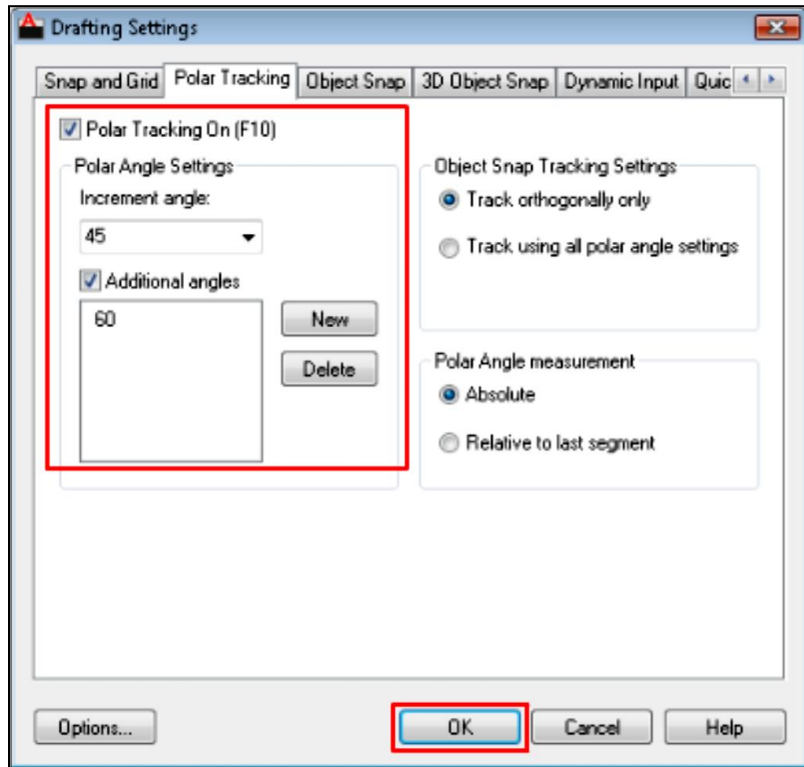 Drafting Settings
Snap and Grid Polar Tracking Object Snap 3D Object Snap Dynamic Input Quic
Polar Tracking On (F10)
Polar Angle Settings
Increment angle:
45
Additional angles
60
New
Delete
Object Snap Tracking Settings
Track orthogonally only
Track using all polar angle settings
Polar Angle measurement
Absolute
Relative to last segment
Options... OK Cancel Help